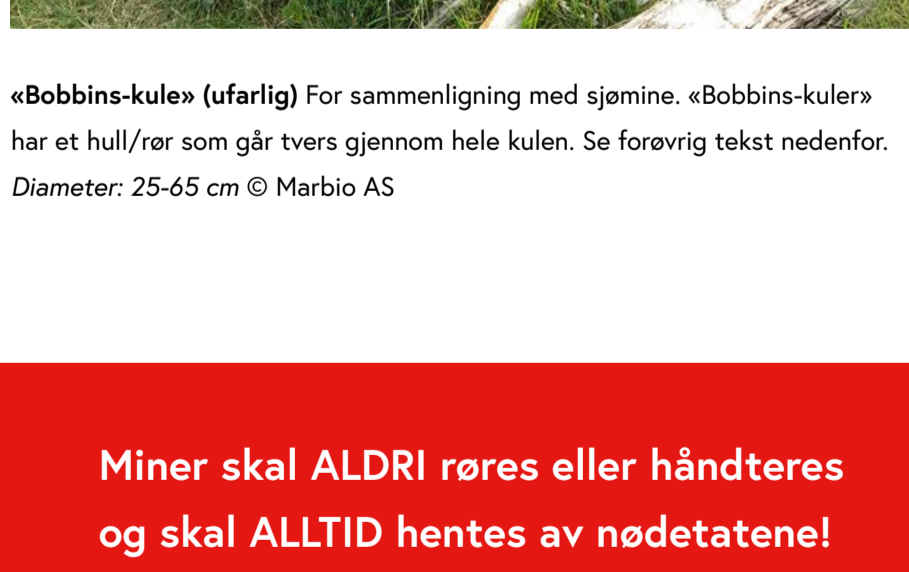 «Bobbins-kule» (ufarlig) For sammenligning med sjømine. «Bobbins-kuler»
har et hull/rør som går tvers gjennom hele kulen. Se forøvrig tekst nedenfor.
Diameter: 25-65 cm © Marbio AS
Miner skal ALDRI røres eller håndteres
og skal ALLTID hentes av nødetatene!